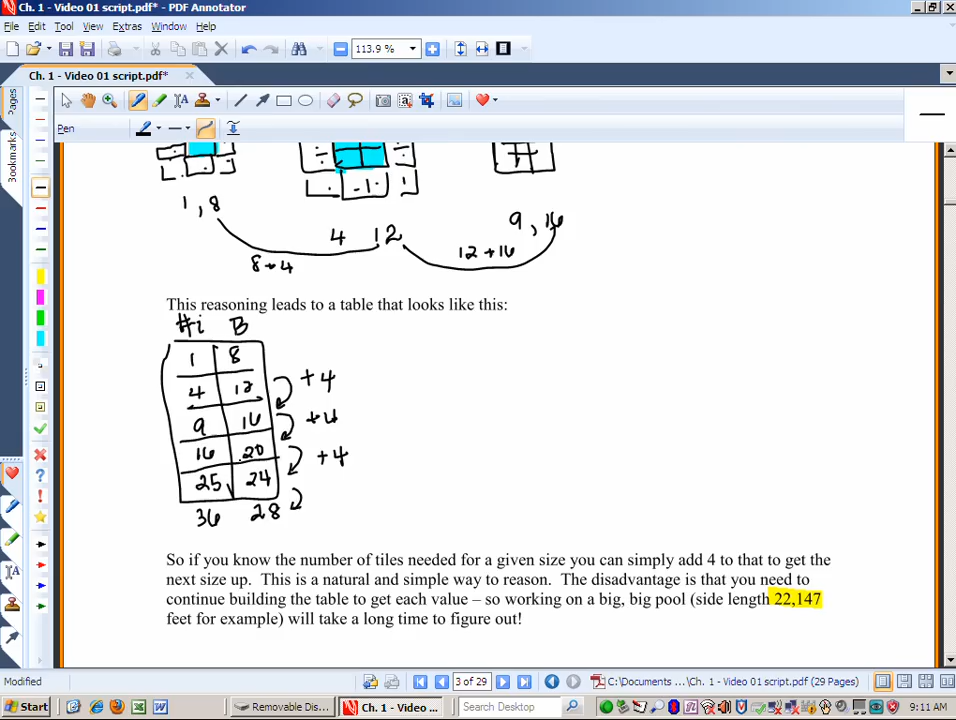 Ch. 1 - Video 01 script.pdf* - PDF Annotator
File Edit Tool View Extras Window Help
113.9 %
Ch. 1 - Video 01 script.pdf*
Pages
Bookmarks
Pen
1, 8
4 12
9, 16
8+4
12+16
This reasoning leads to a table that looks like this:
#i B
1 8
4 12
9 16
16 20
25 24
36 28
+4
+4
+4
So if you know the number of tiles needed for a given size you can simply add 4 to that to get the
next size up. This is a natural and simple way to reason. The disadvantage is that you need to
continue building the table to get each value – so working on a big, big pool (side length 22,147
feet for example) will take a long time to figure out!
Modified
3 of 29
C:\Documents ...\Ch. 1 - Video 01 script.pdf (29 Pages)
Start
Removable Dis...
Ch. 1 - Video ...
Search Desktop
9:11 AM